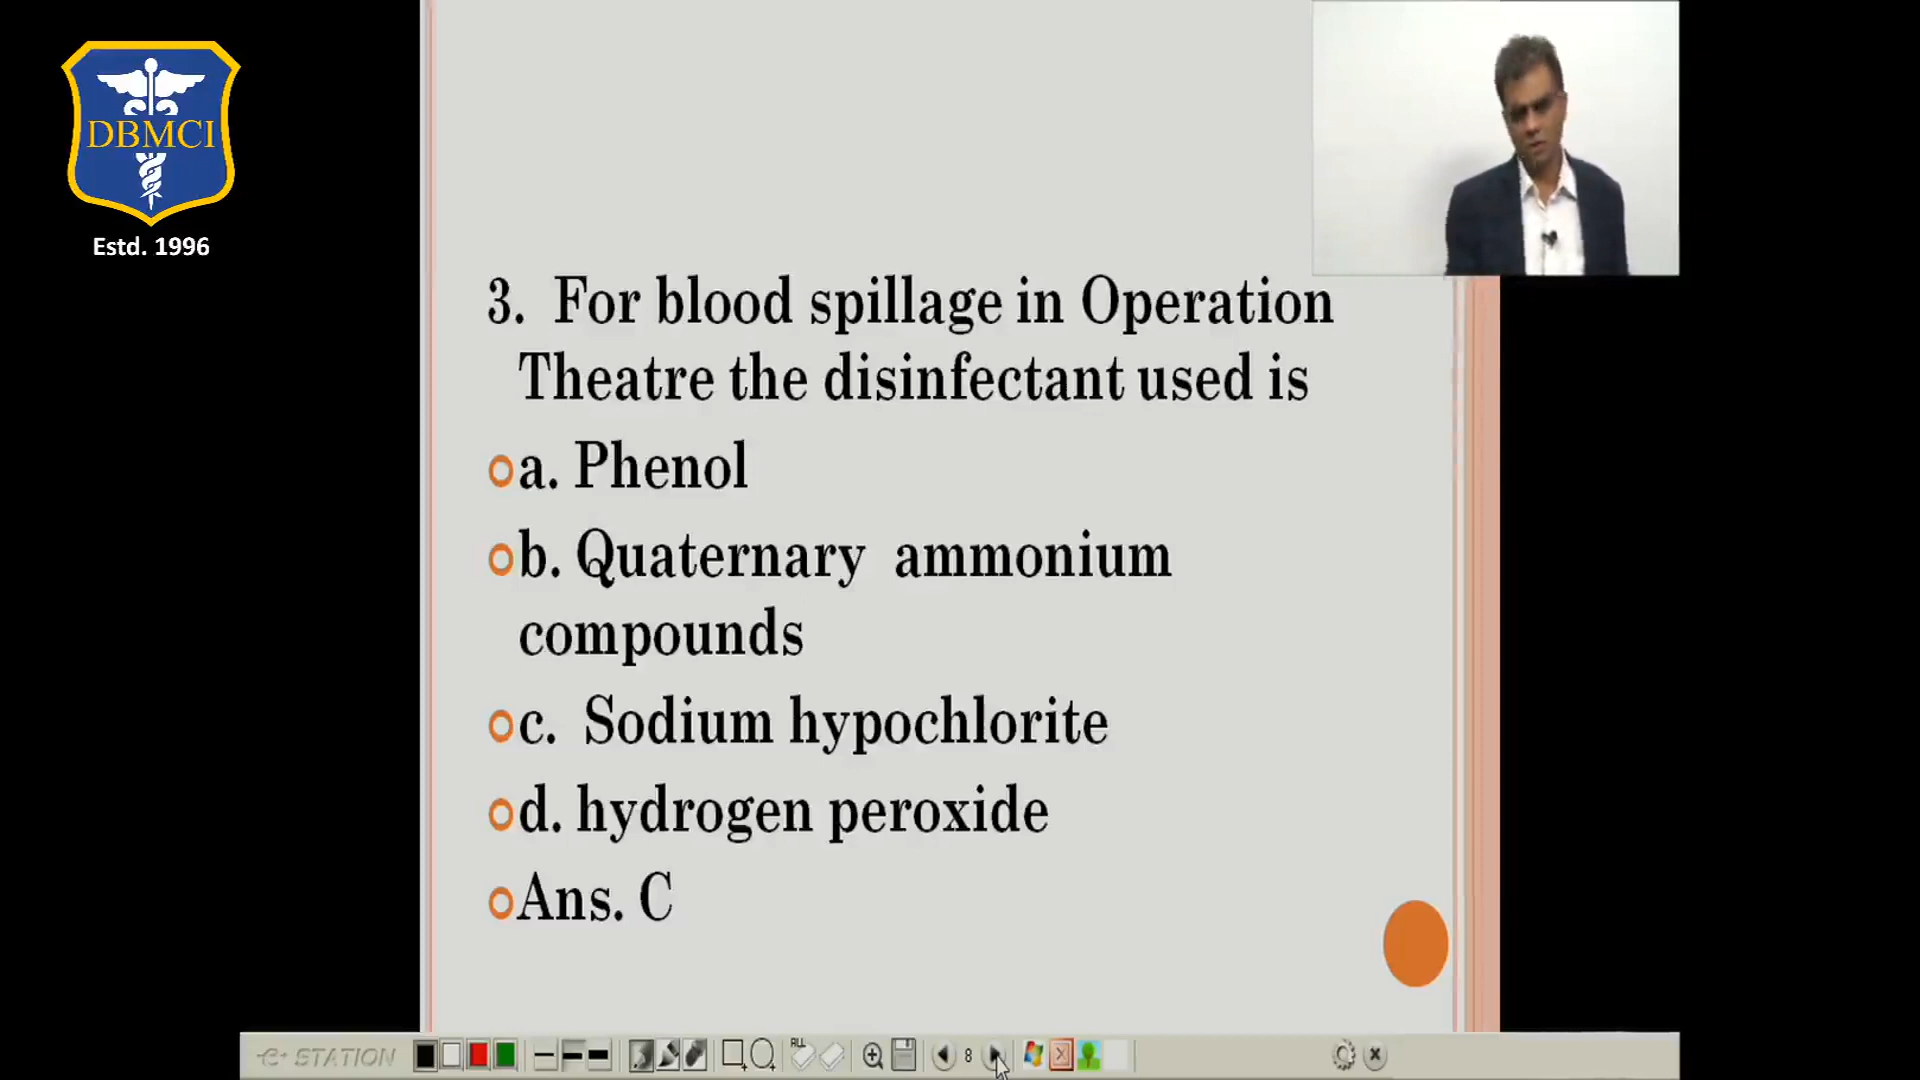 DBMCI
Estd. 1996
3. For blood spillage in Operation
Theatre the disinfectant used is
a. Phenol
b. Quaternary ammonium
compounds
c. Sodium hypochlorite
d. hydrogen peroxide
Ans. C
STATION
ALL
8